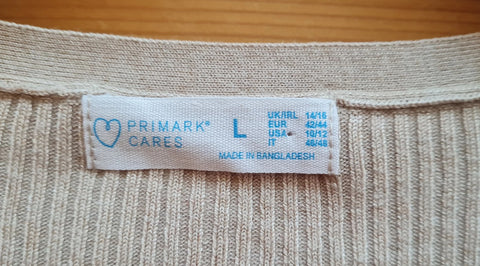 PRIMARK®
CARES
L
UK/IRL 14/16
EUR 42/44
USA 10/12
IT 46/48
MADE IN BANGLADESH